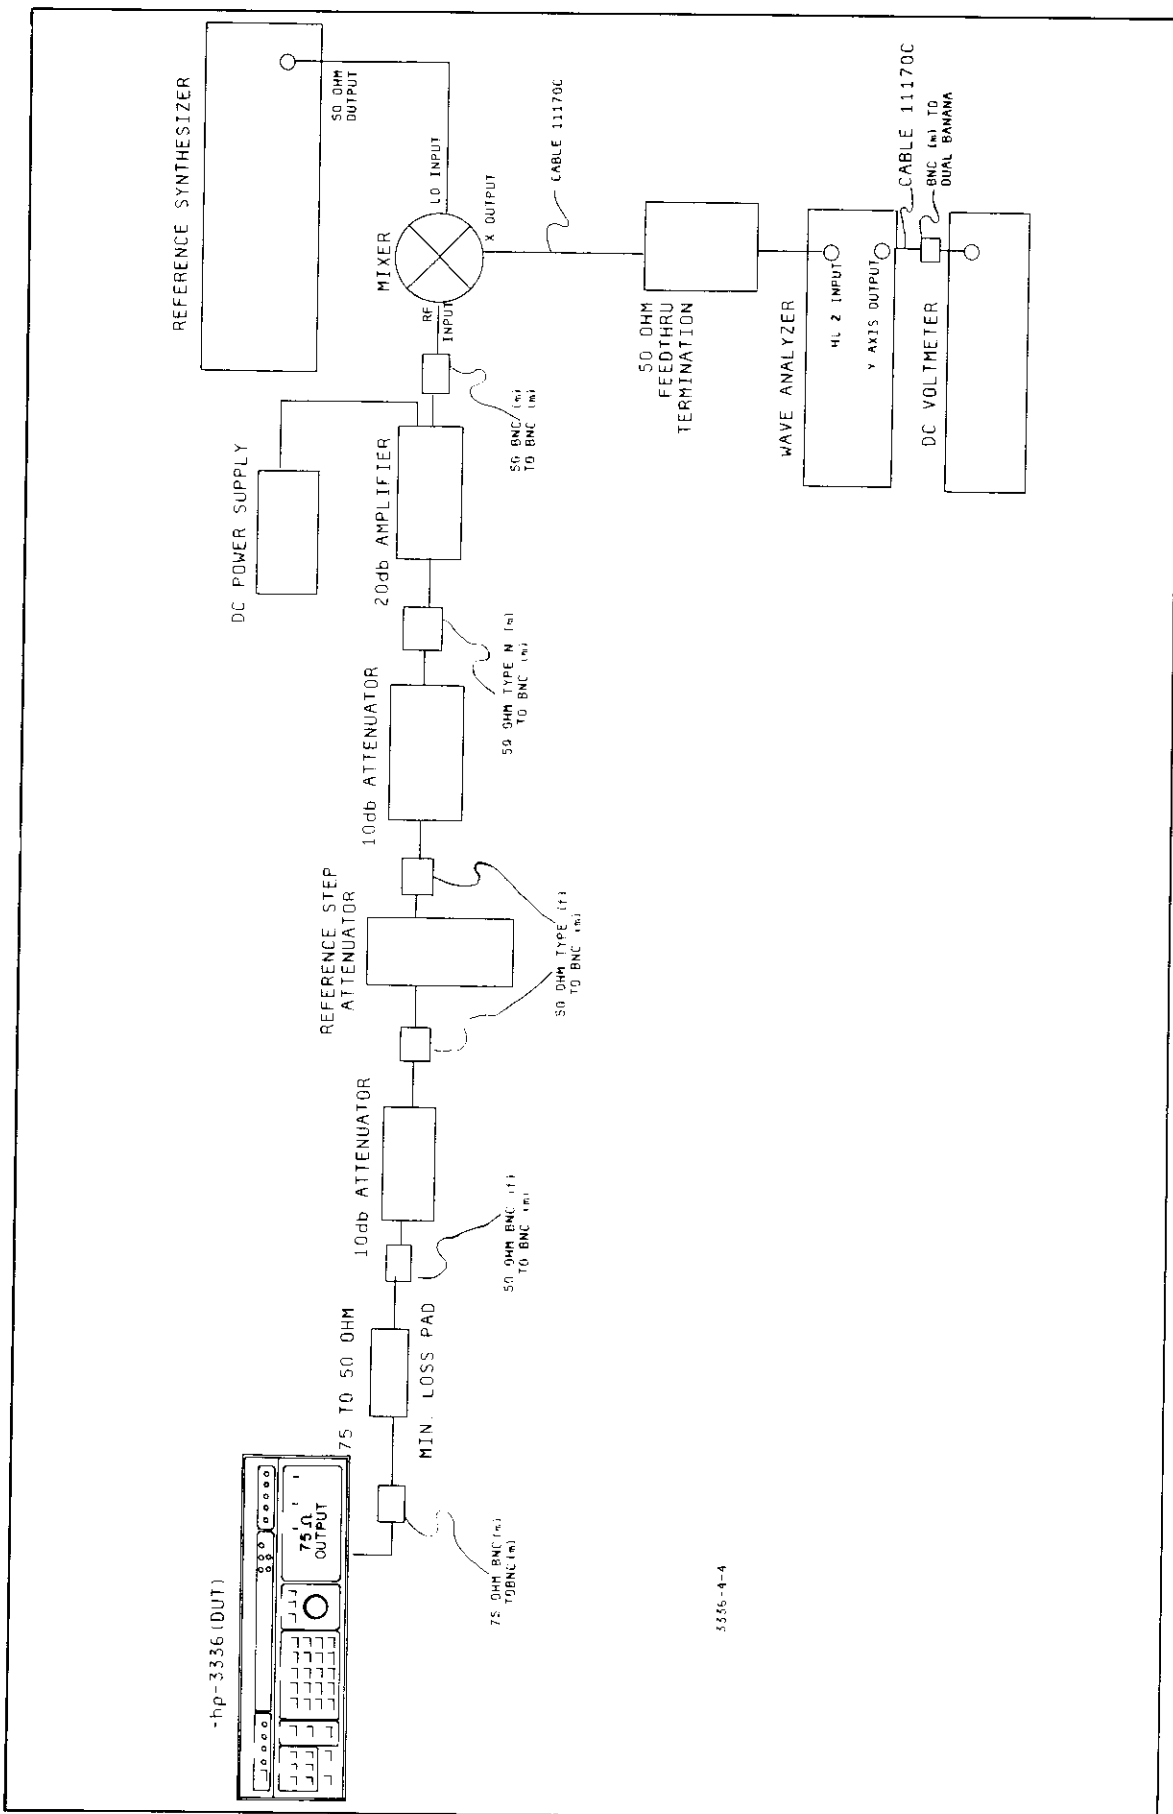 -hp-3336(DUT)
75Ω
OUTPUT
75 OHM BNC(m)
TOBNC(m)
75 TO 50 OHM
MIN. LOSS PAD
50 OHM BNC (f)
TO BNC (m)
10db ATTENUATOR
REFERENCE STEP
ATTENUATOR
50 OHM TYPE (f)
TO BNC (m)
10db ATTENUATOR
50 OHM TYPE N (m)
TO BNC (m)
20db AMPLIFIER
DC POWER SUPPLY
50 BNC (m)
TO BNC (m)
RF
INPUT
MIXER
LO INPUT
X OUTPUT
REFERENCE SYNTHESIZER
50 OHM
OUTPUT
CABLE 11170C
50 OHM
FEEDTHRU
TERMINATION
WAVE ANALYZER
INPUT
Y AXIS OUTPUT
CABLE 11170C
BNC (m) TO
DUAL BANANA
DC VOLTMETER
3336-4-4